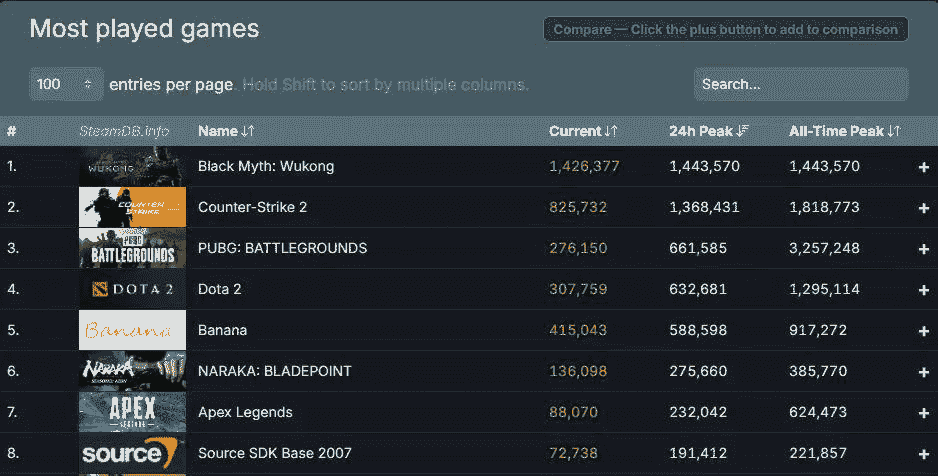 Most played games
Compare — Click the plus button to add to comparison
100 entries per page. Hold Shift to sort by multiple columns. Search...
# SteamDB.info Name Current 24h Peak All-Time Peak
1. WUKONG Black Myth: Wukong 1,426,377 1,443,570 1,443,570 +
2. COUNTER STRIKE Counter-Strike 2 825,732 1,368,431 1,818,773 +
3. PUBG BATTLEGROUNDS PUBG: BATTLEGROUNDS 276,150 661,585 3,257,248 +
4. DOTA 2 Dota 2 307,759 632,681 1,295,114 +
5. Banana Banana 415,043 588,598 917,272 +
6. NARAKA NARAKA: BLADEPOINT 136,098 275,660 385,770 +
7. APEX Apex Legends 88,070 232,042 624,473 +
8. source Source SDK Base 2007 72,738 191,412 221,857 +